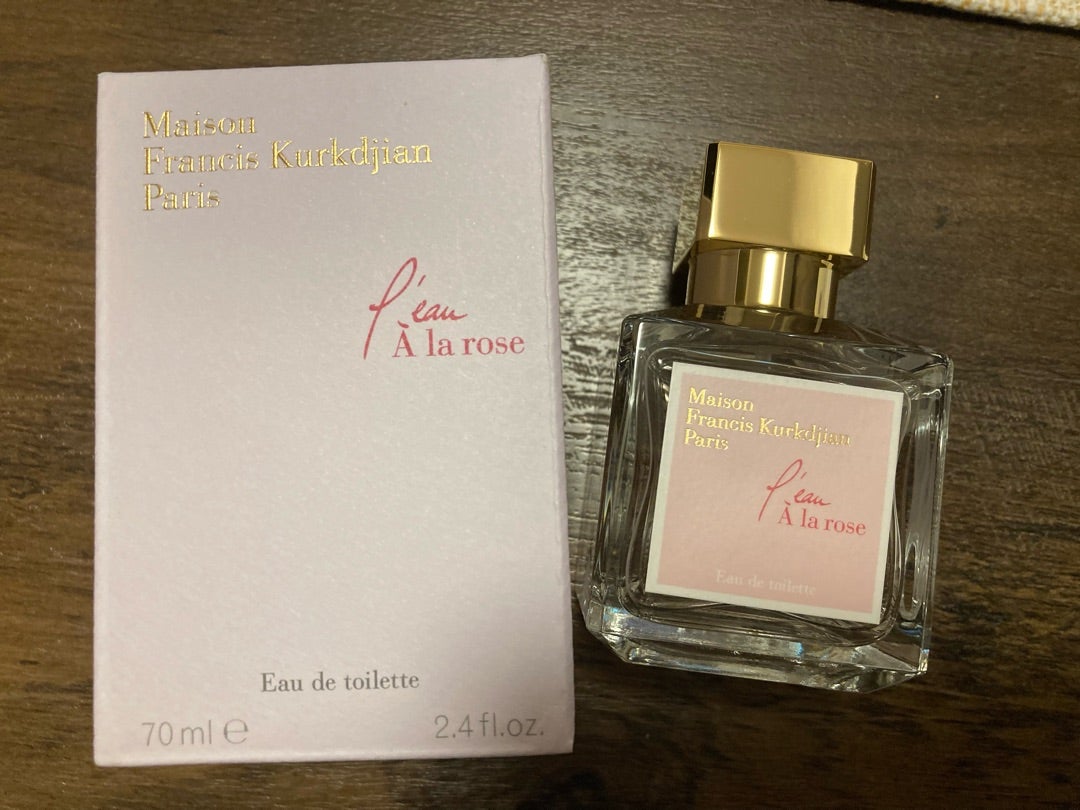 Maison
Francis Kurkdjian
Paris
l'eau
À la rose
Eau de toilette
70 ml ℮
2.4 fl.oz.
Maison
Francis Kurkdjian
Paris
l'eau
À la rose
Eau de toilette